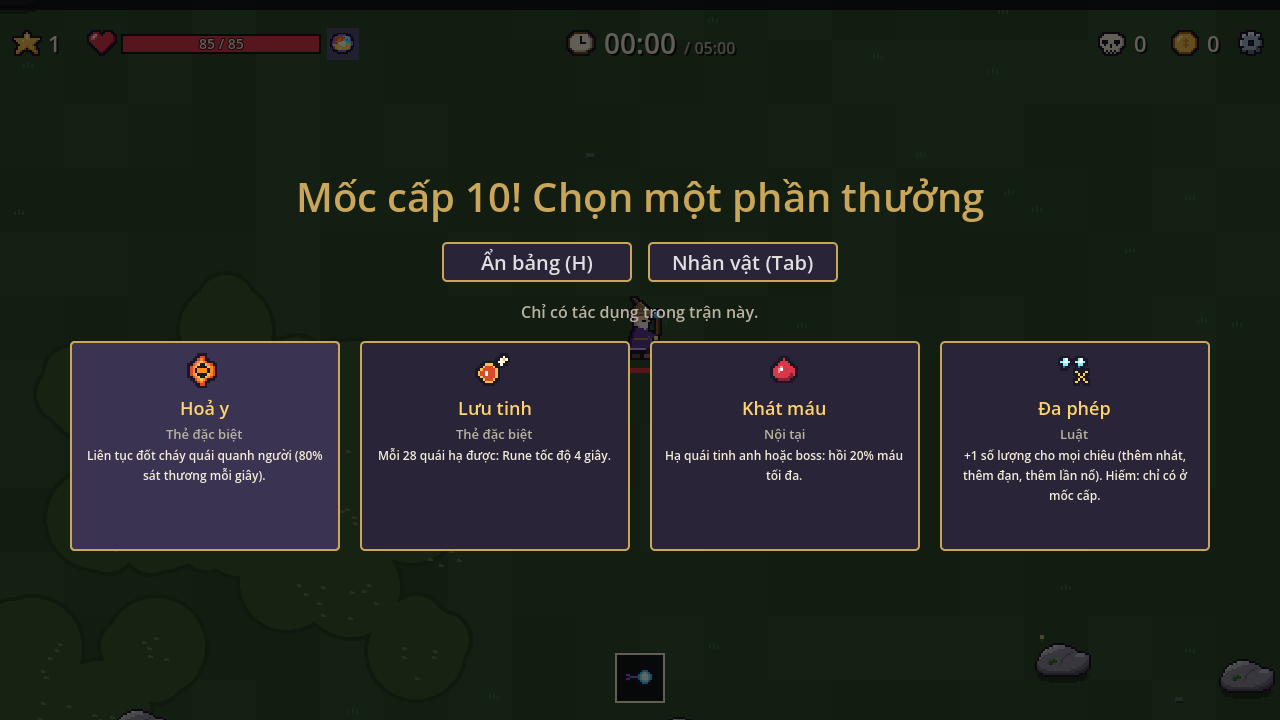 1
85 / 85
00:00 / 05:00
0
0
Mốc cấp 10! Chọn một phần thưởng
Ẩn bảng (H)
Nhân vật (Tab)
Chỉ có tác dụng trong trận này.
Hoả y
Thẻ đặc biệt
Liên tục đốt cháy quái quanh người (80%
sát thương mỗi giây).
Lưu tinh
Thẻ đặc biệt
Mỗi 28 quái hạ được: Rune tốc độ 4 giây.
Khát máu
Nội tại
Hạ quái tinh anh hoặc boss: hồi 20% máu
tối đa.
Đa phép
Luật
+1 số lượng cho mọi chiêu (thêm nhát,
thêm đạn, thêm lần nổ). Hiếm: chỉ có ở
mốc cấp.